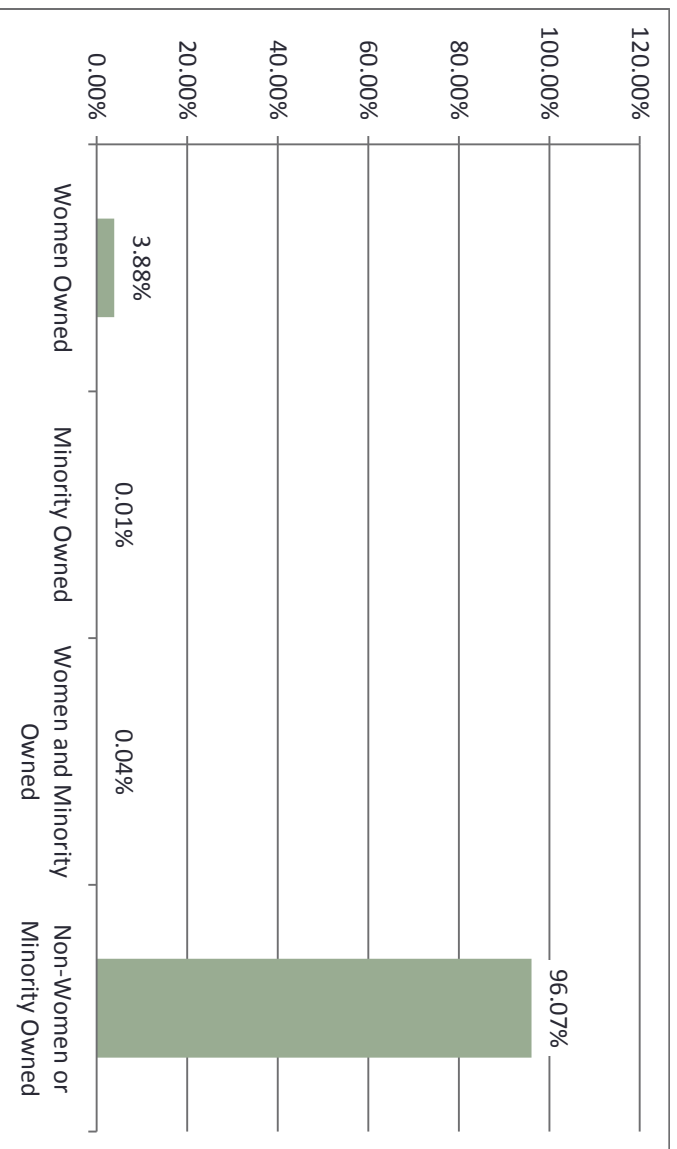 120.00%
100.00%
80.00%
60.00%
40.00%
20.00%
0.00%
3.88%
0.01%
0.04%
96.07%
Women Owned
Minority Owned
Women and Minority
Owned
Non-Women or
Minority Owned